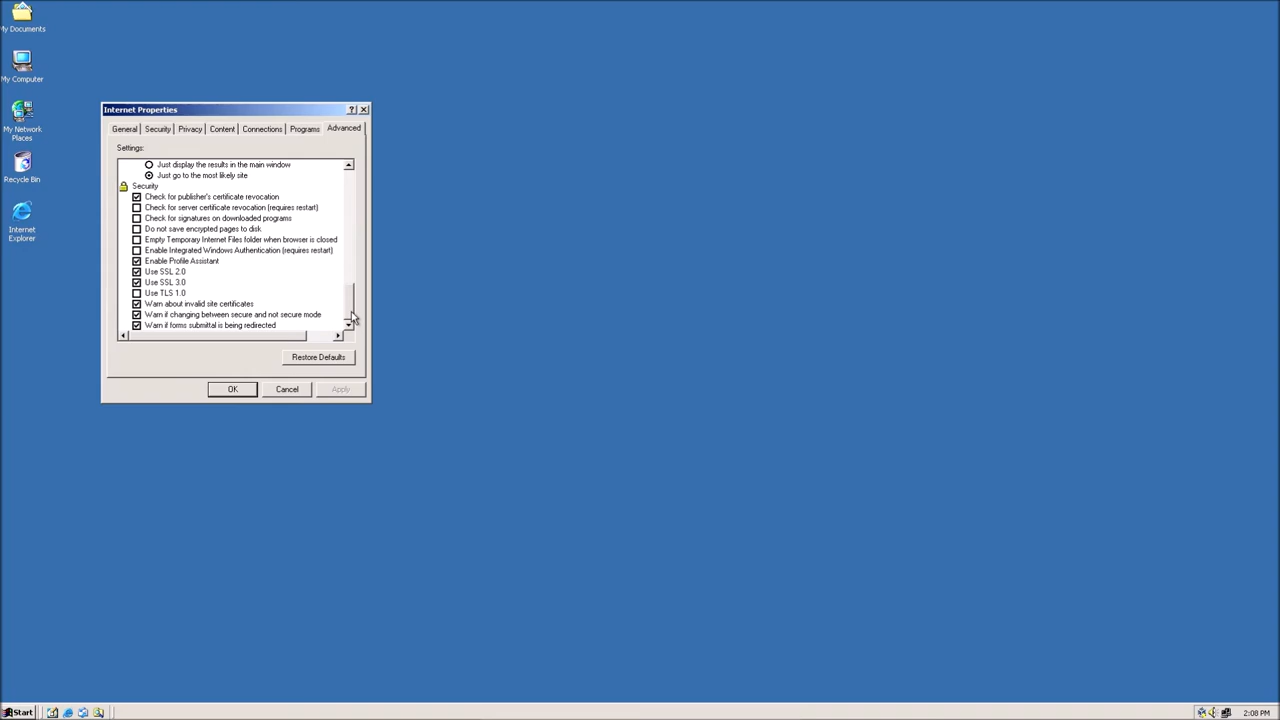 My Documents
My Computer
My Network
Places
Recycle Bin
Internet
Explorer
Internet Properties
General Security Privacy Content Connections Programs Advanced
Settings:
Just display the results in the main window
Just go to the most likely site
Security
Check for publisher's certificate revocation
Check for server certificate revocation (requires restart)
Check for signatures on downloaded programs
Do not save encrypted pages to disk
Empty Temporary Internet Files folder when browser is closed
Enable Integrated Windows Authentication (requires restart)
Enable Profile Assistant
Use SSL 2.0
Use SSL 3.0
Use TLS 1.0
Warn about invalid site certificates
Warn if changing between secure and not secure mode
Warn if forms submittal is being redirected
Restore Defaults
OK Cancel Apply
Start
2:08 PM